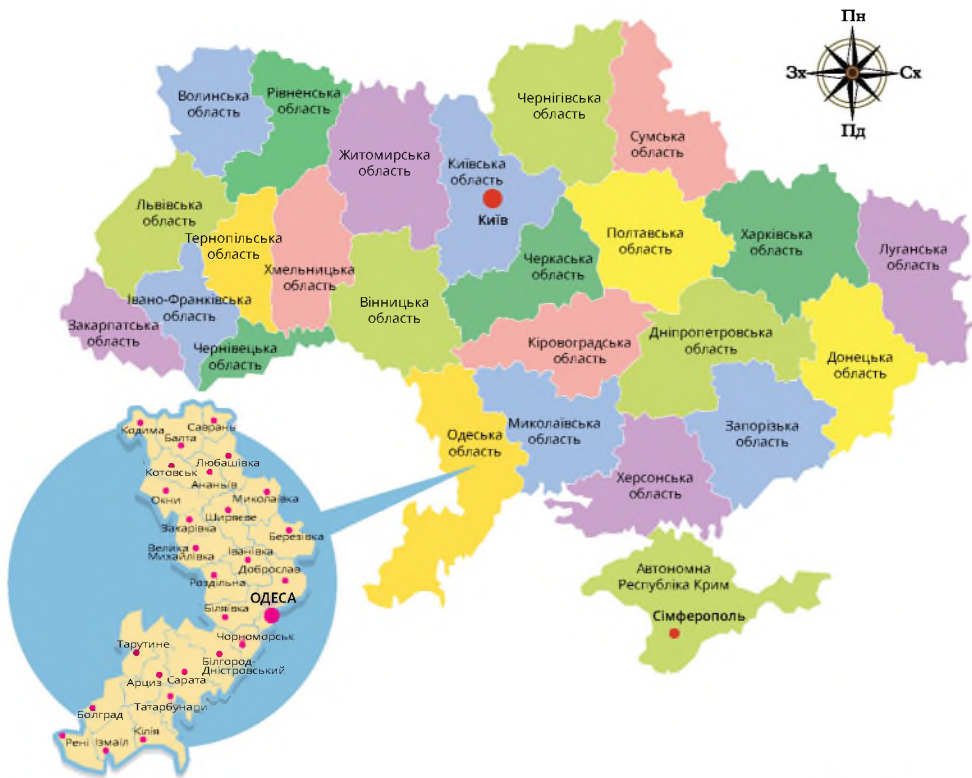 Пн
Зх
Сх
Пд
Волинська
область
Рівненська
область
Житомирська
область
Київська
область
Київ
Чернігівська
область
Сумська
область
Львівська
область
Тернопільська
область
Хмельницька
область
Вінницька
область
Черкаська
область
Полтавська
область
Харківська
область
Луганська
область
Закарпатська
область
Івано-Франківська
область
Чернівецька
область
Кіровоградська
область
Дніпропетровська
область
Донецька
область
Одеська
область
Миколаївська
область
Херсонська
область
Запорізька
область
Автономна
Республіка Крим
Сімферополь
Кодима
Саврань
Балта
Любашівка
Котовськ
Ананьїв
Окни
Миколаївка
Ширяєве
Захарівка
Березівка
Велика
Михайлівка
Іванівка
Доброслав
Роздільна
ОДЕСА
Біляївка
Чорноморськ
Тарутине
Білгород-
Дністровський
Арциз
Сарата
Татарбунари
Болград
Кілія
Рені
Ізмаїл